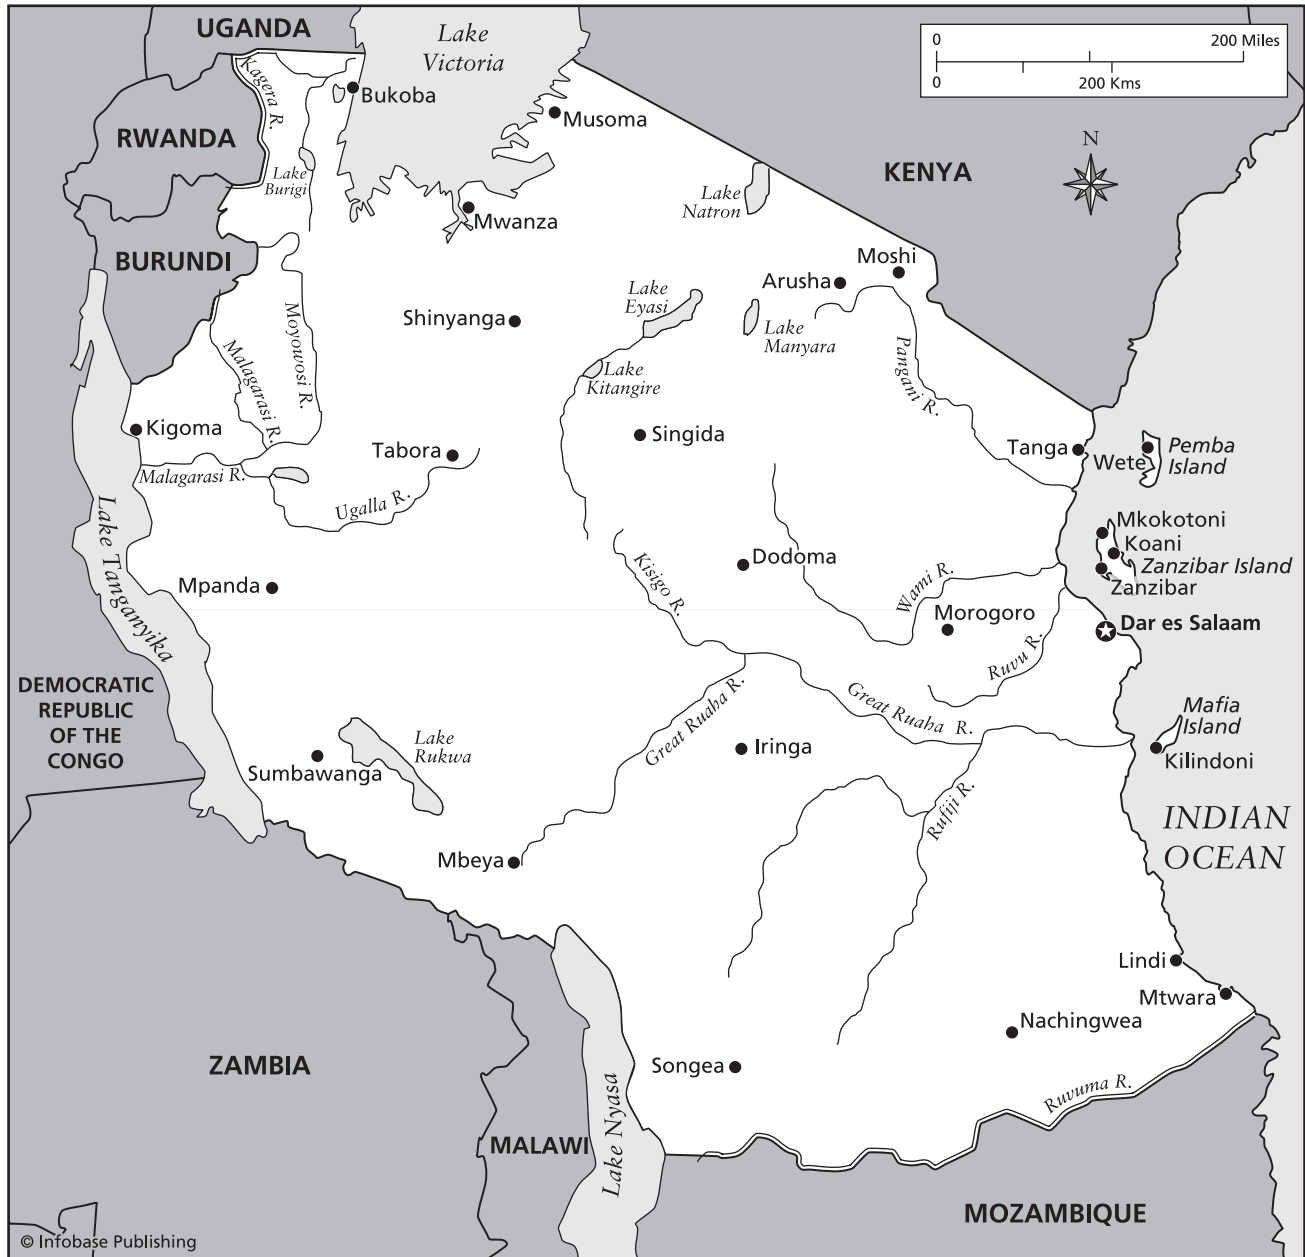 UGANDA
Lake
Victoria
0
200 Miles
0
200 Kms
Kagera R.
Bukoba
Musoma
RWANDA
N
KENYA
Lake
Burigi
Lake
Natron
Mwanza
BURUNDI
Moshi
Arusha
Lake
Eyasi
Shinyanga
Lake
Manyara
Moyowosi R.
Malagarasi R.
Pangani R.
Lake
Kitangire
Kigoma
Singida
Tabora
Tanga
Wete
Pemba
Island
Malagarasi R.
Ugalla R.
Lake Tanganyika
Mkokotoni
Koani
Zanzibar Island
Zanzibar
Dodoma
Kisigo R.
Wami R.
Mpanda
Morogoro
Dar es Salaam
Ruvu R.
DEMOCRATIC
REPUBLIC
OF THE
CONGO
Great Ruaha R.
Great Ruaha R.
Mafia
Island
Kilindoni
Lake
Rukwa
Iringa
Sumbawanga
Rufiji R.
INDIAN
OCEAN
Mbeya
Lindi
Mtwara
Nachingwea
ZAMBIA
Songea
Lake Nyasa
Ruvuma R.
MALAWI
MOZAMBIQUE
© Infobase Publishing